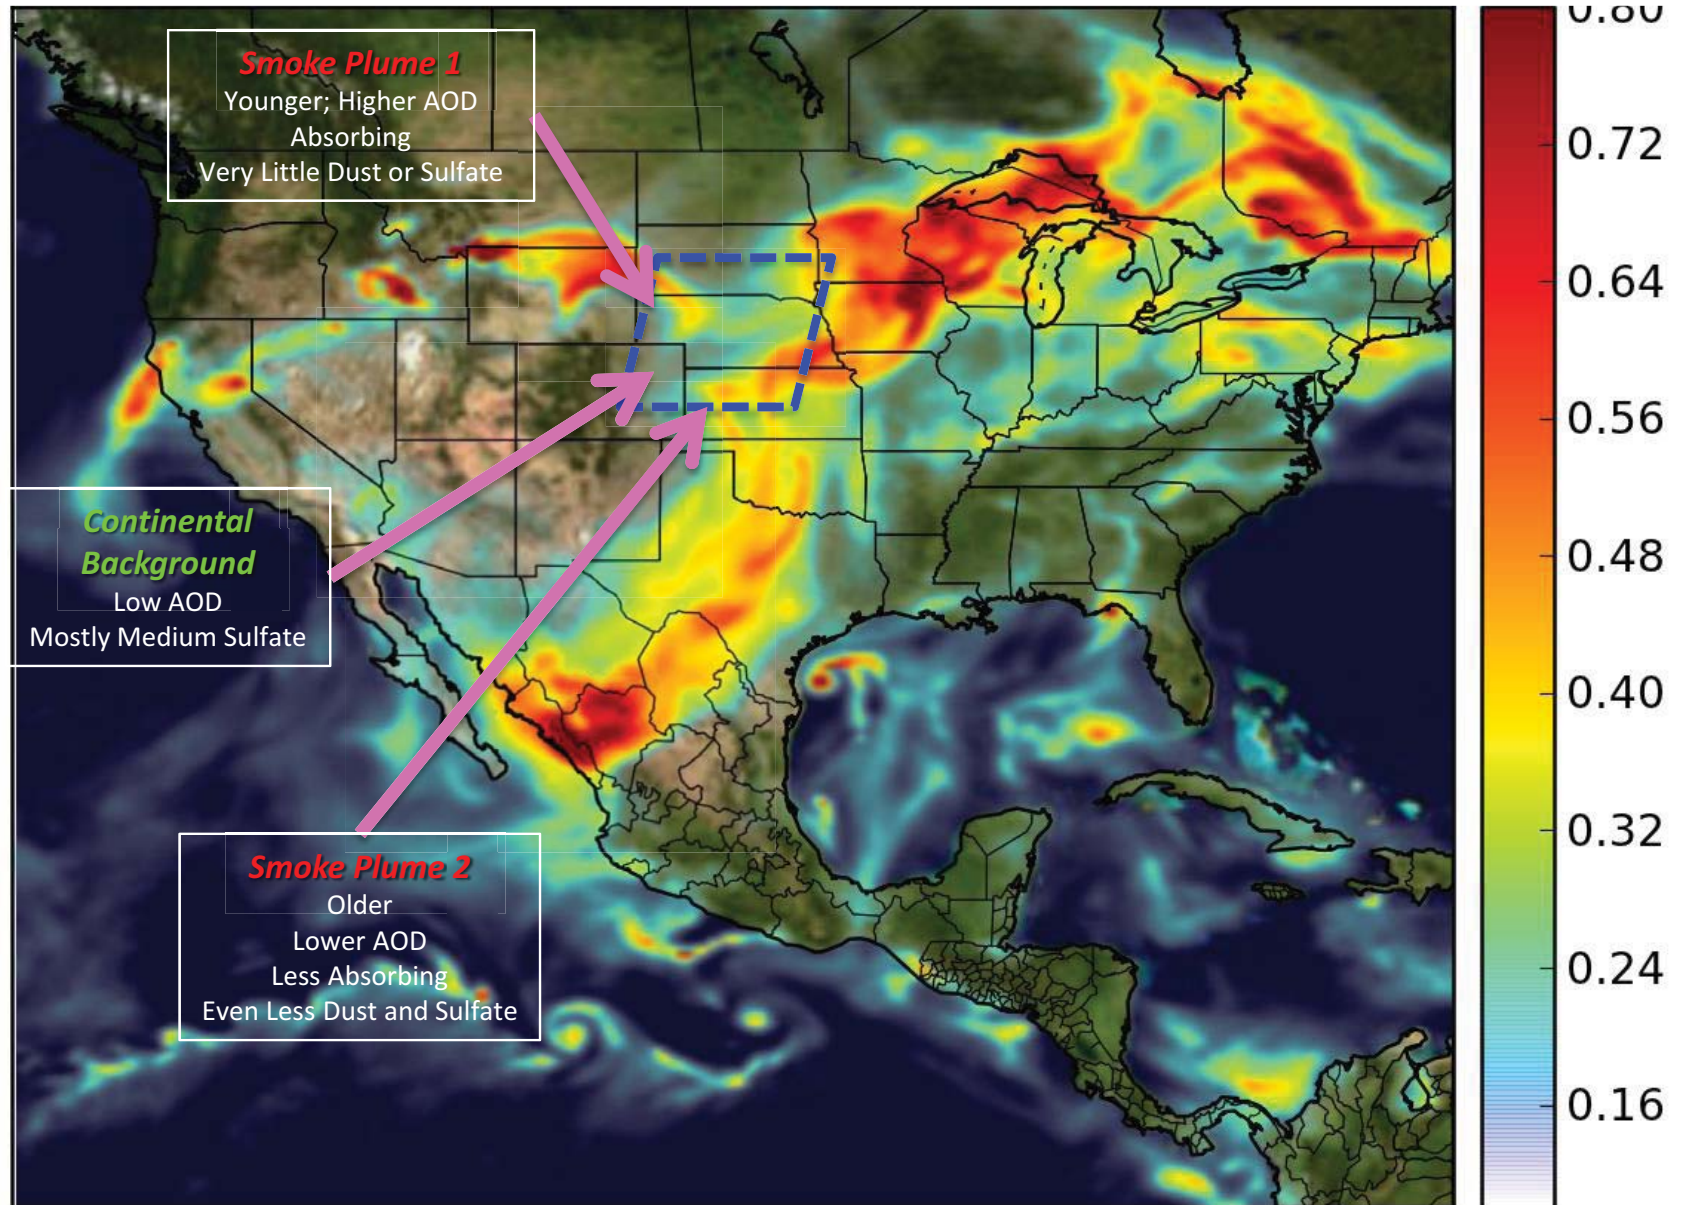 Smoke Plume 1
Younger; Higher AOD
Absorbing
Very Little Dust or Sulfate
Continental
Background
Low AOD
Mostly Medium Sulfate
Smoke Plume 2
Older
Lower AOD
Less Absorbing
Even Less Dust and Sulfate
0.80
0.72
0.64
0.56
0.48
0.40
0.32
0.24
0.16